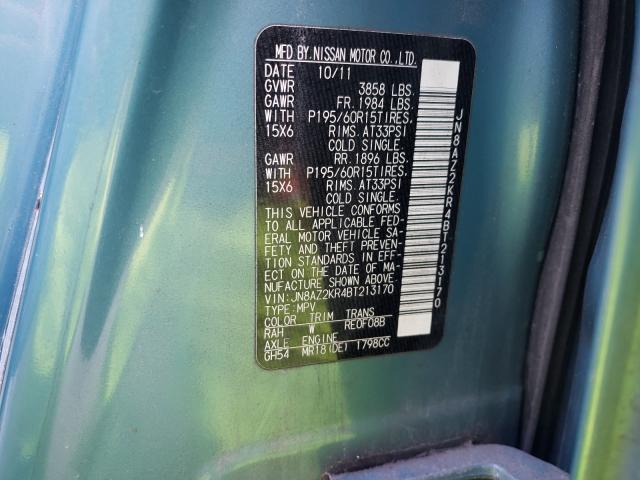 MFD BY NISSAN MOTOR CO.,LTD.
DATE 10/11
GVWR 3858 LBS.
GAWR FR. 1984 LBS.
WITH P195/60R15TIRES,
15X6 RIMS, AT33PSI
COLD SINGLE.
GAWR RR. 1896 LBS.
WITH P195/60R15TIRES,
15X6 RIMS, AT33PSI
COLD SINGLE.
THIS VEHICLE CONFORMS
TO ALL APPLICABLE FED-
ERAL MOTOR VEHICLE SA-
FETY AND THEFT PREVEN-
TION STANDARDS IN EFF-
ECT ON THE DATE OF MA-
NUFACTURE SHOWN ABOVE
VIN:JN8AZ2KR4BT213170
TYPE:MPV
COLOR TRIM TRANS
RAH W REOF08B
AXLE ENGINE
GH54 MR18(DE) 1798CC
JN8AZ2KR4BT213170